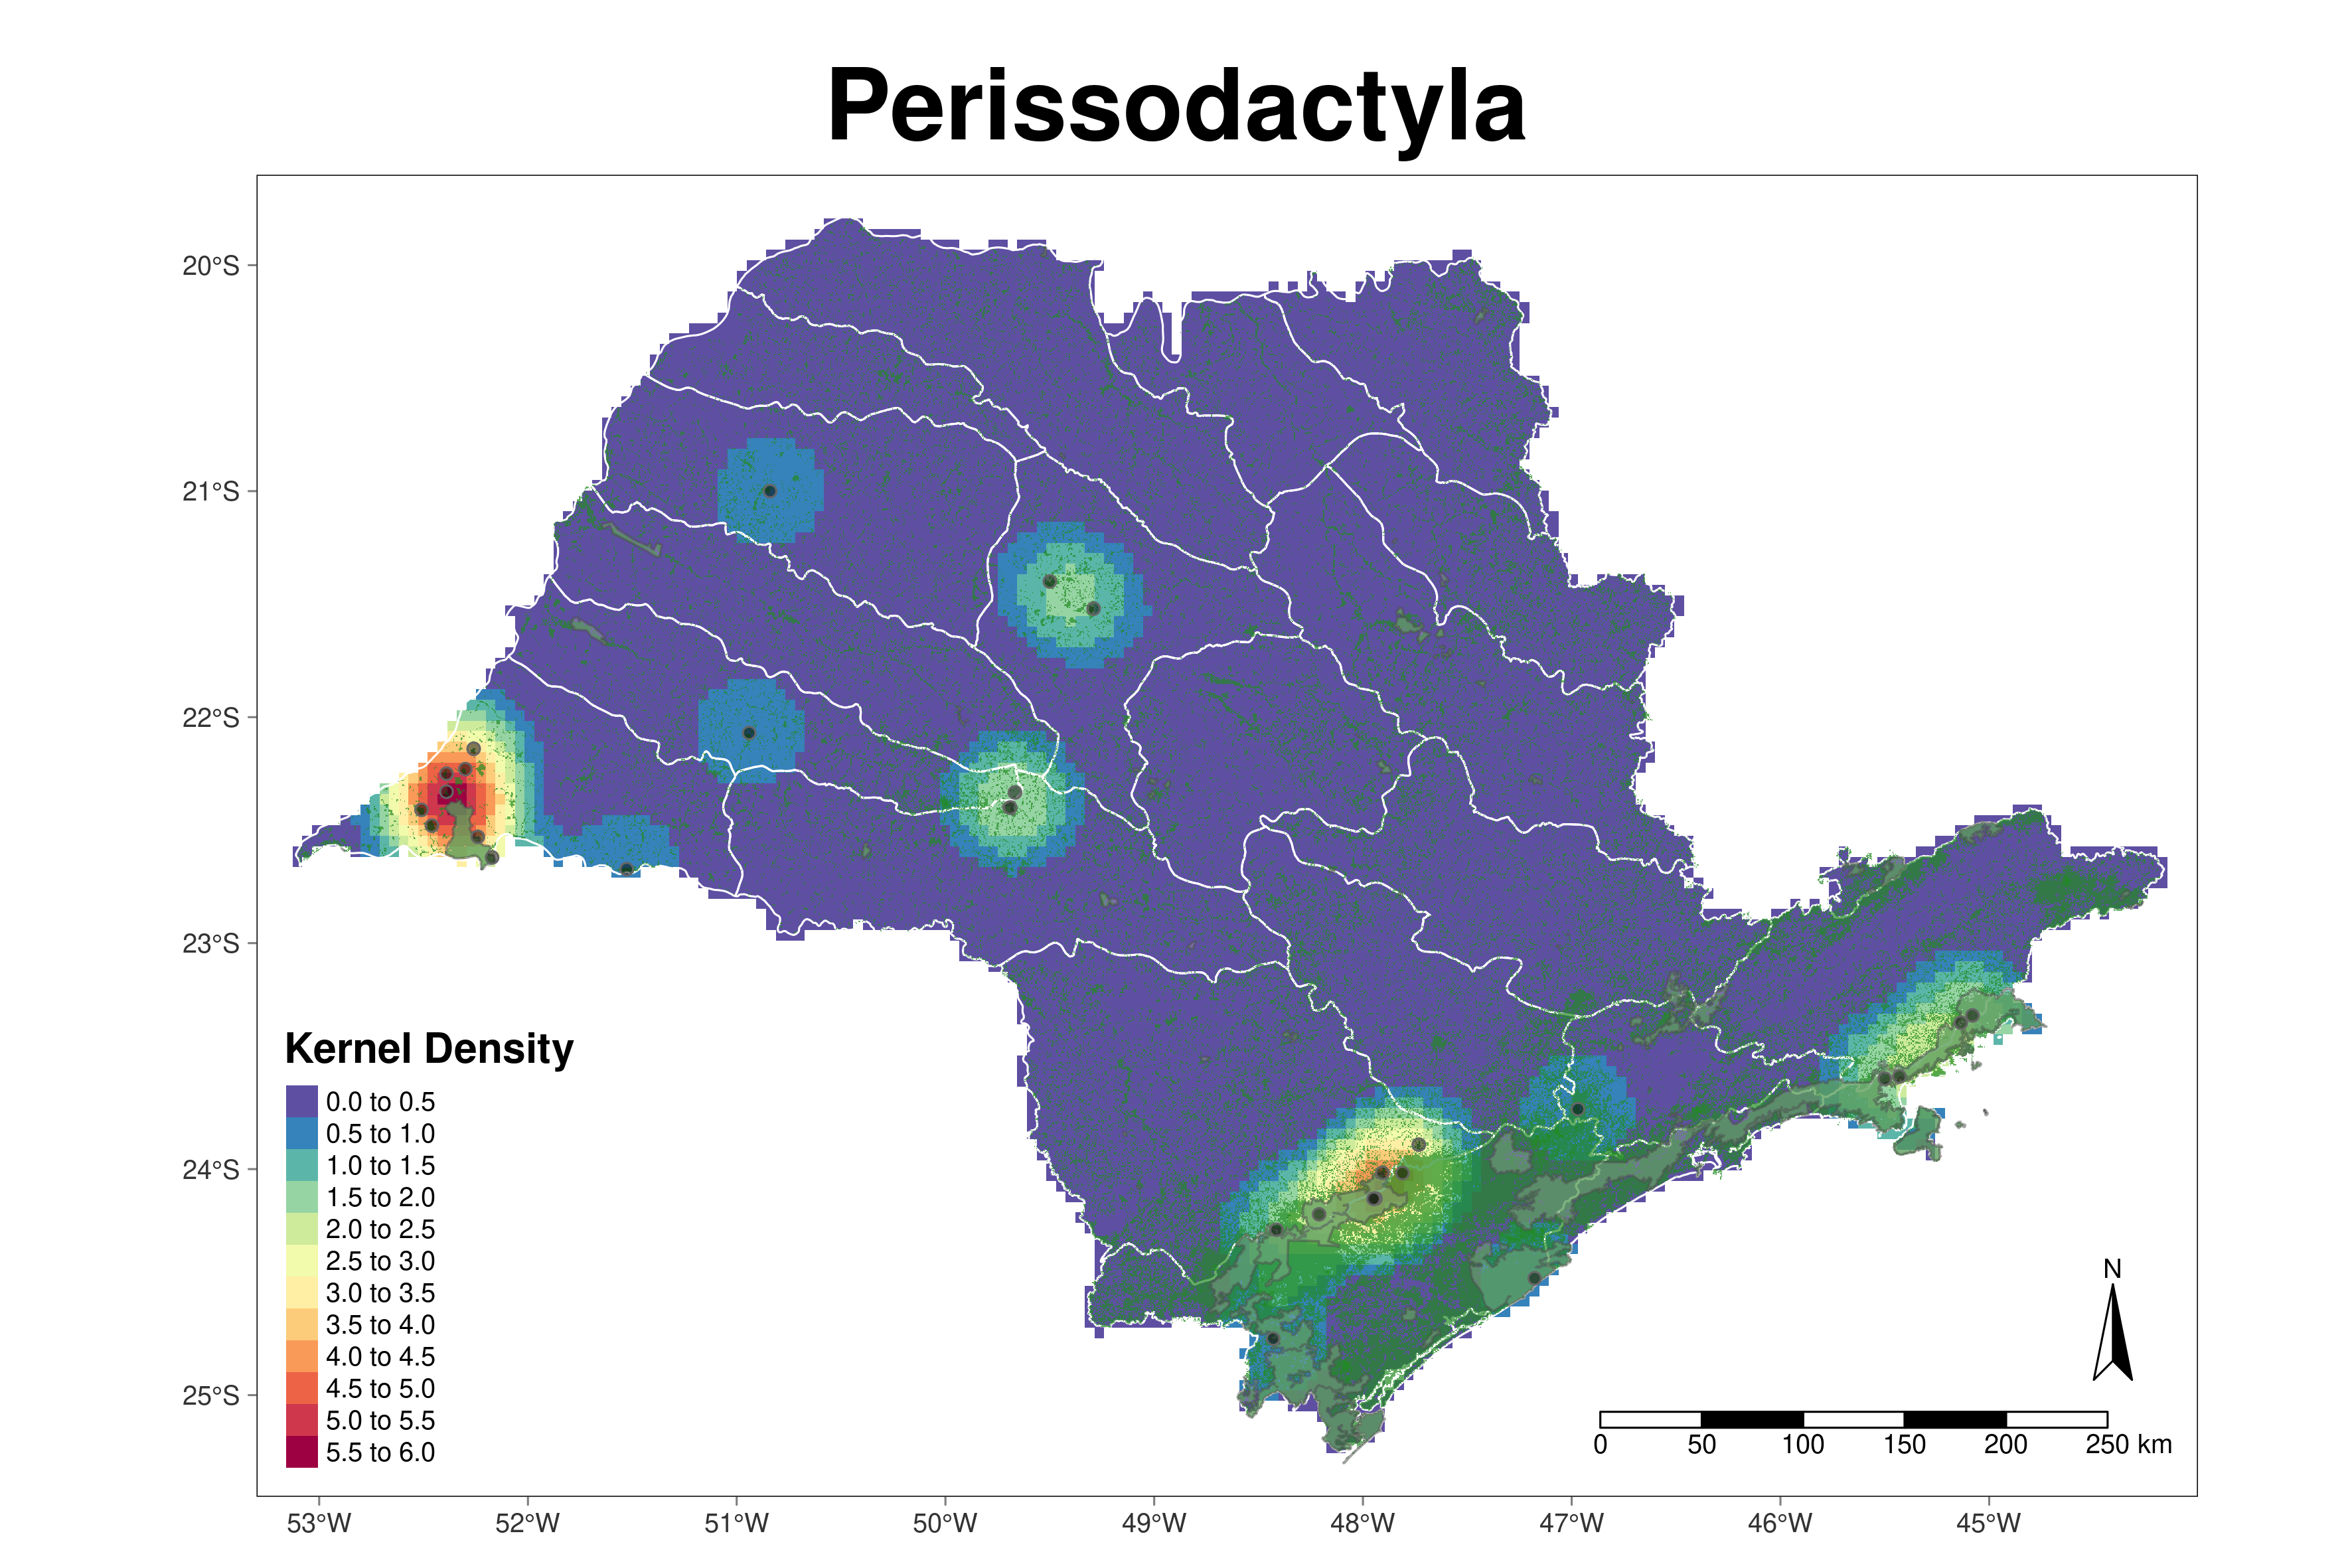 Perissodactyla
20°S
21°S
22°S
23°S
24°S
25°S
Kernel Density
0.0 to 0.5
0.5 to 1.0
1.0 to 1.5
1.5 to 2.0
2.0 to 2.5
2.5 to 3.0
3.0 to 3.5
3.5 to 4.0
4.0 to 4.5
4.5 to 5.0
5.0 to 5.5
5.5 to 6.0
N
0 50 100 150 200 250 km
53°W 52°W 51°W 50°W 49°W 48°W 47°W 46°W 45°W